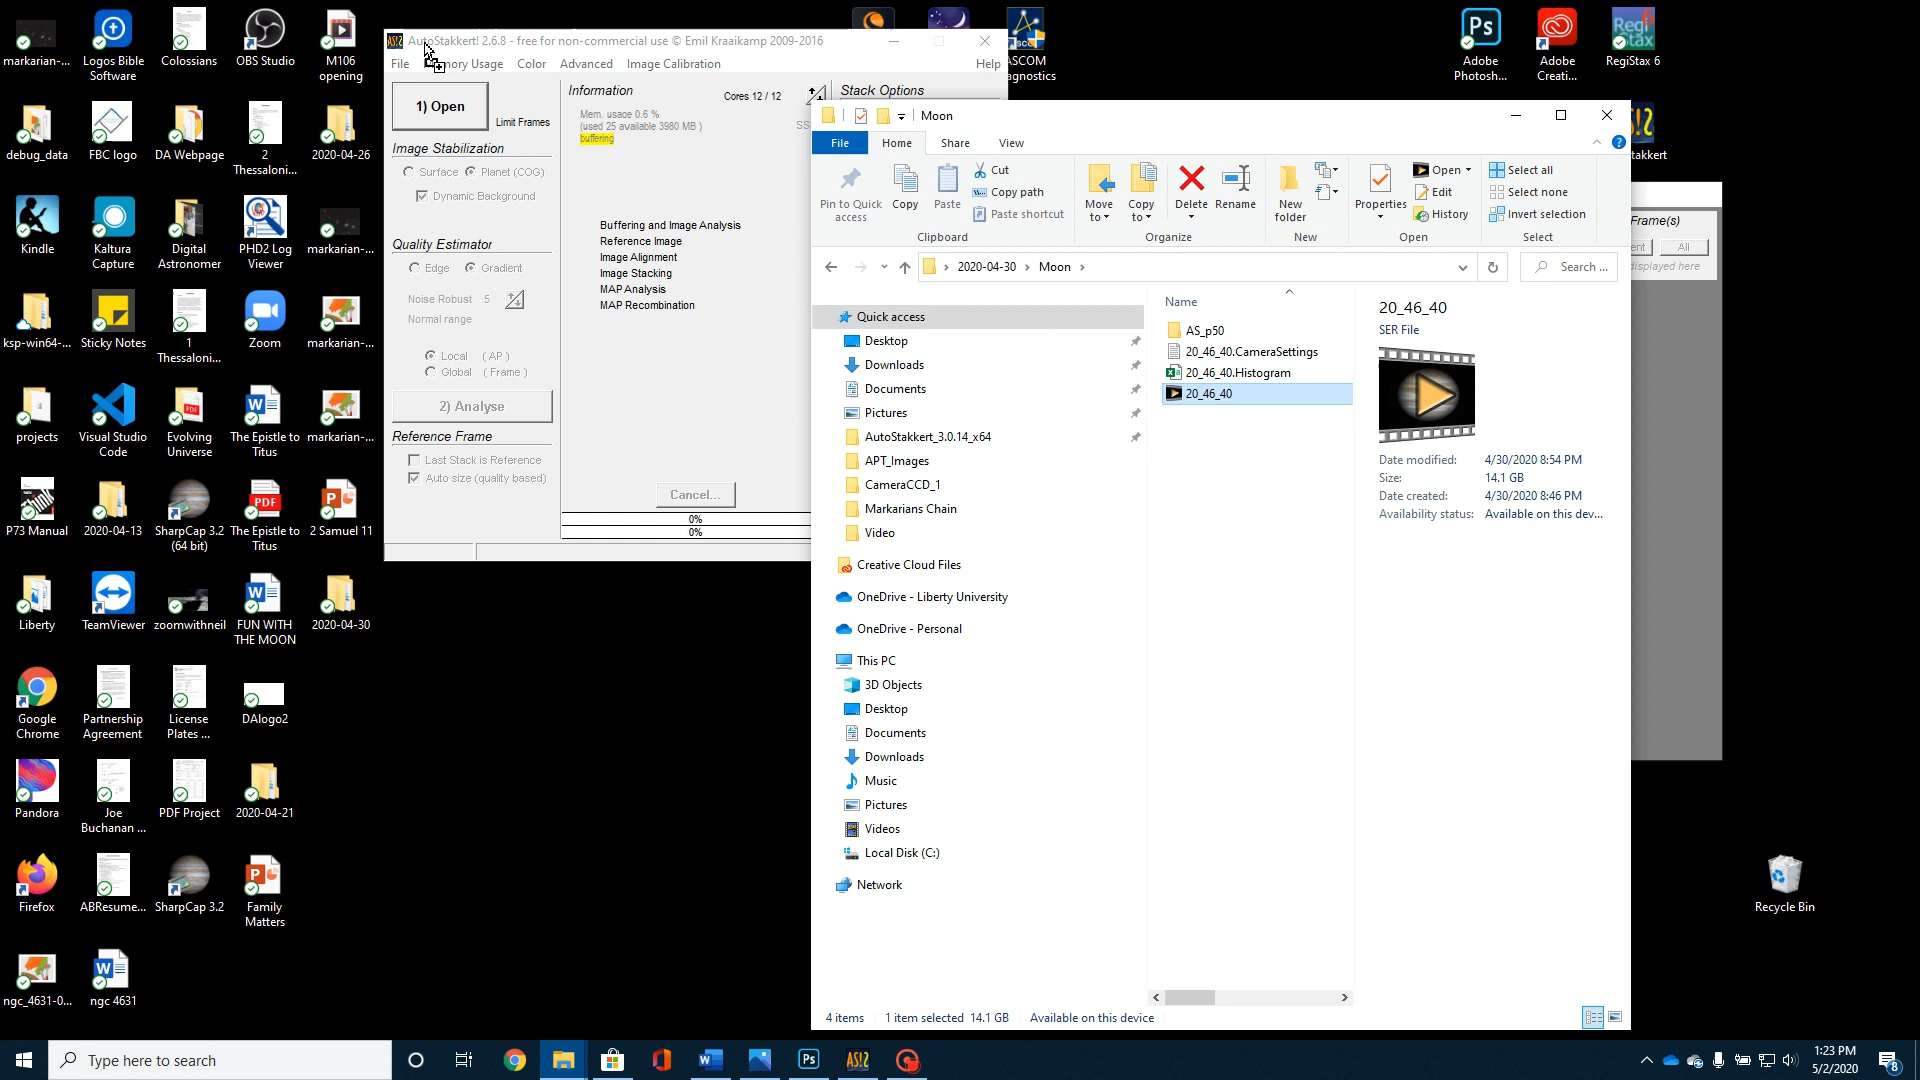 markarian-...
Logos Bible
Software
Colossians
OBS Studio
M106
opening
debug_data
FBC logo
DA Webpage
2
Thessaloni...
2020-04-26
Kindle
Kaltura
Capture
Digital
Astronomer
PHD2 Log
Viewer
markarian-...
ksp-win64-...
Sticky Notes
1
Thessaloni...
Zoom
markarian-...
projects
Visual Studio
Code
Evolving
Universe
The Epistle to
Titus
markarian-...
P73 Manual
2020-04-13
SharpCap 3.2
(64 bit)
The Epistle to
Titus
2 Samuel 11
Liberty
TeamViewer
zoomwithneil
FUN WITH
THE MOON
2020-04-30
Google
Chrome
Partnership
Agreement
License
Plates ...
DAlogo2
Pandora
Joe
Buchanan ...
PDF Project
2020-04-21
Firefox
ABResume...
SharpCap 3.2
Family
Matters
ngc_4631-0...
ngc 4631
AutoStakkert! 2.6.8 - free for non-commercial use © Emil Kraaikamp 2009-2016
File
Color
Advanced
Image Calibration
Help
1) Open
Limit Frames
Image Stabilization
Surface
Planet (COG)
Dynamic Background
Quality Estimator
Edge
Gradient
Noise Robust 5
Normal range
Local (AP)
Global (Frame)
2) Analyse
Reference Frame
Last Stack is Reference
Auto size (quality based)
Information
Cores 12 / 12
Mem. usage 0.6 %
(used 25 available 3980 MB )
buffering
Buffering and Image Analysis
Reference Image
Image Alignment
Image Stacking
MAP Analysis
MAP Recombination
Cancel...
0%
0%
Stack Options
Adobe
Photosh...
Adobe
Creati...
RegiStax 6
Frame(s)
All
displayed here
Moon
File
Home
Share
View
Pin to Quick
access
Copy
Paste
Cut
Copy path
Paste shortcut
Clipboard
Move
to
Copy
to
Delete
Rename
Organize
New
folder
New
Properties
Open
Edit
History
Open
Select all
Select none
Invert selection
Select
2020-04-30
Moon
Search ...
Quick access
Desktop
Downloads
Documents
Pictures
AutoStakkert_3.0.14_x64
APT_Images
CameraCCD_1
Markarians Chain
Video
Creative Cloud Files
OneDrive - Liberty University
OneDrive - Personal
This PC
3D Objects
Desktop
Documents
Downloads
Music
Pictures
Videos
Local Disk (C:)
Network
Name
AS_p50
20_46_40.CameraSettings
20_46_40.Histogram
20_46_40
20_46_40
SER File
Date modified: 4/30/2020 8:54 PM
Size: 14.1 GB
Date created: 4/30/2020 8:46 PM
Availability status: Available on this dev...
4 items
1 item selected 14.1 GB
Available on this device
Recycle Bin
Type here to search
1:23 PM
5/2/2020
8